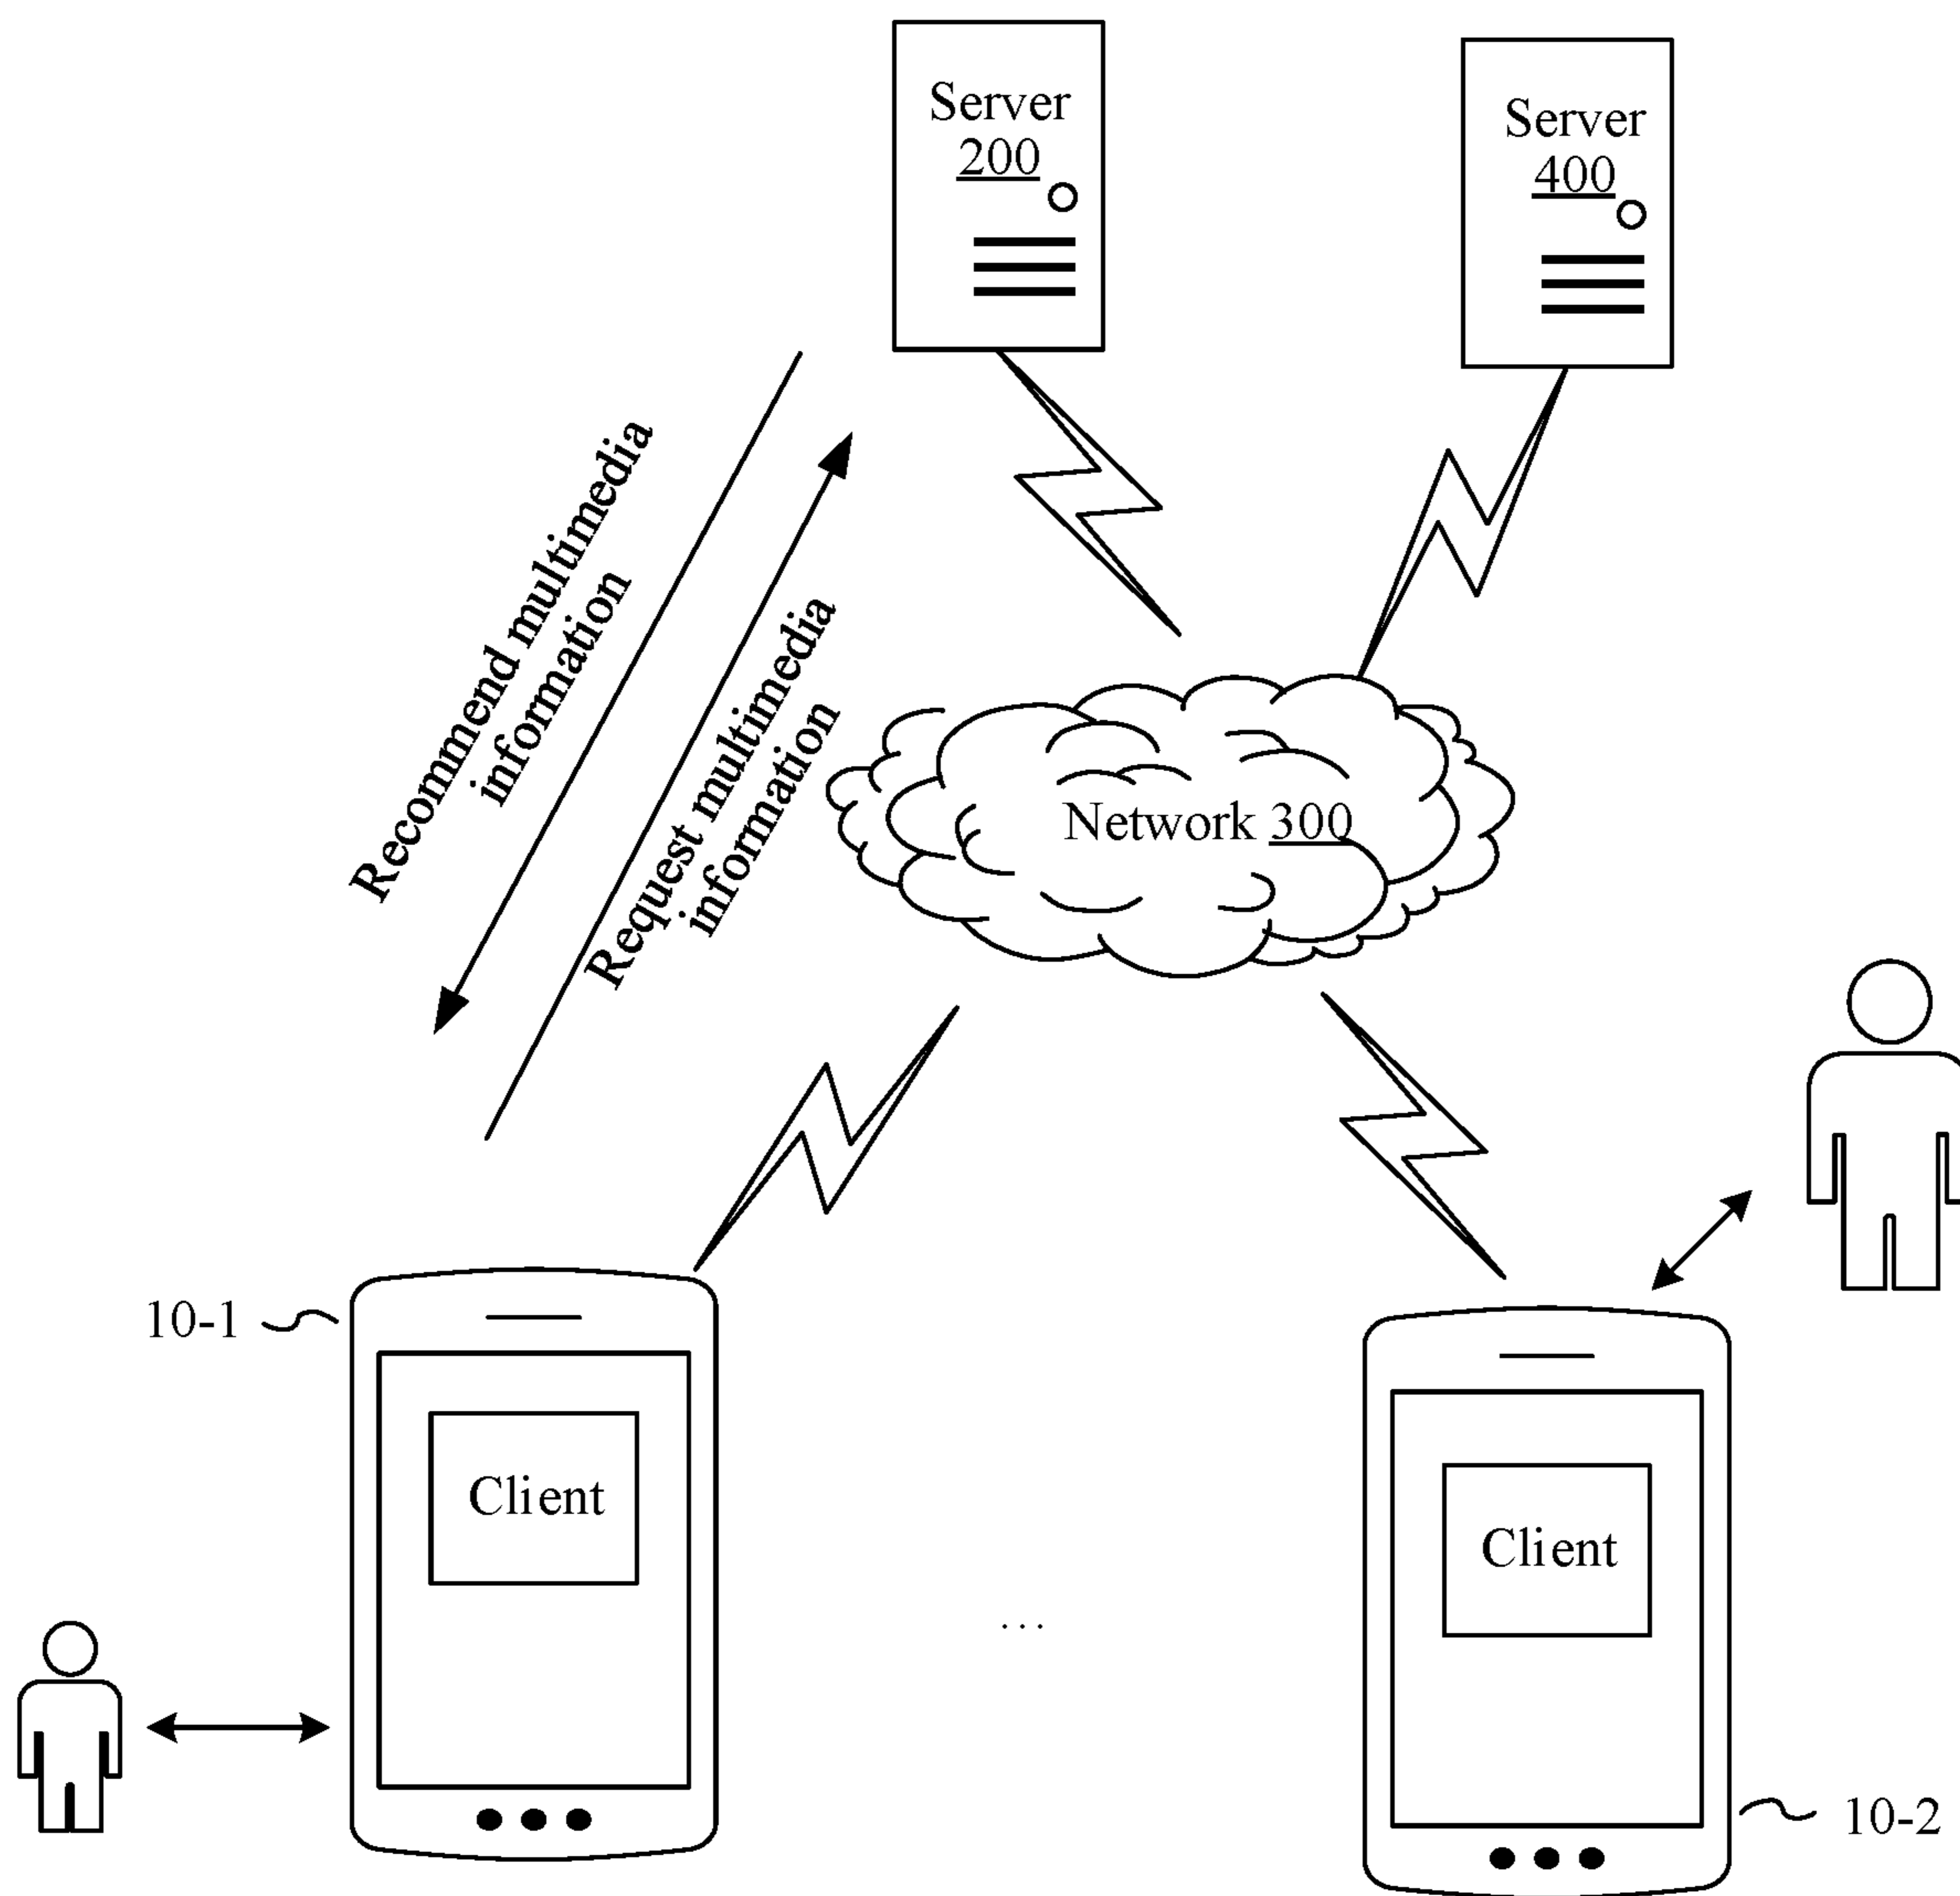 Server
200
Server
400
Recommend multimedia
information
Request multimedia
information
Network 300
10-1
Client
Client
...
10-2